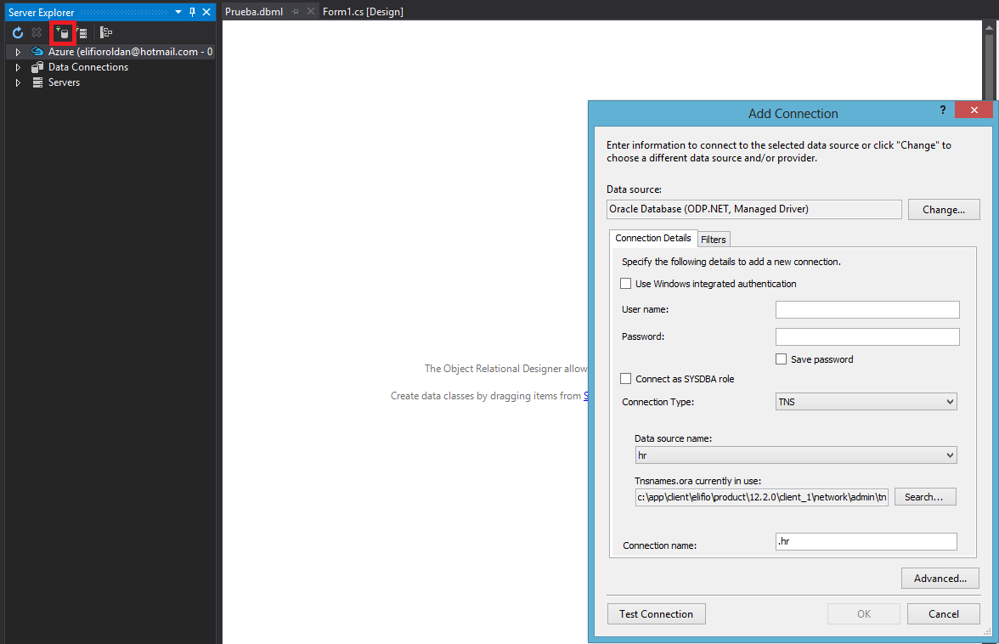 Server Explorer
Azure (elifioroldan@hotmail.com - 0
Data Connections
Servers
Prueba.dbml
Form1.cs [Design]
The Object Relational Designer allow
Create data classes by dragging items from S
Add Connection
?
Enter information to connect to the selected data source or click "Change" to
choose a different data source and/or provider.
Data source:
Oracle Database (ODP.NET, Managed Driver)
Change...
Connection Details
Filters
Specify the following details to add a new connection.
Use Windows integrated authentication
User name:
Password:
Save password
Connect as SYSDBA role
Connection Type:
TNS
Data source name:
hr
Tnsnames.ora currently in use:
c:\app\client\elifio\product\12.2.0\client_1\network\admin\tn
Search...
Connection name:
.hr
Advanced...
Test Connection
OK
Cancel